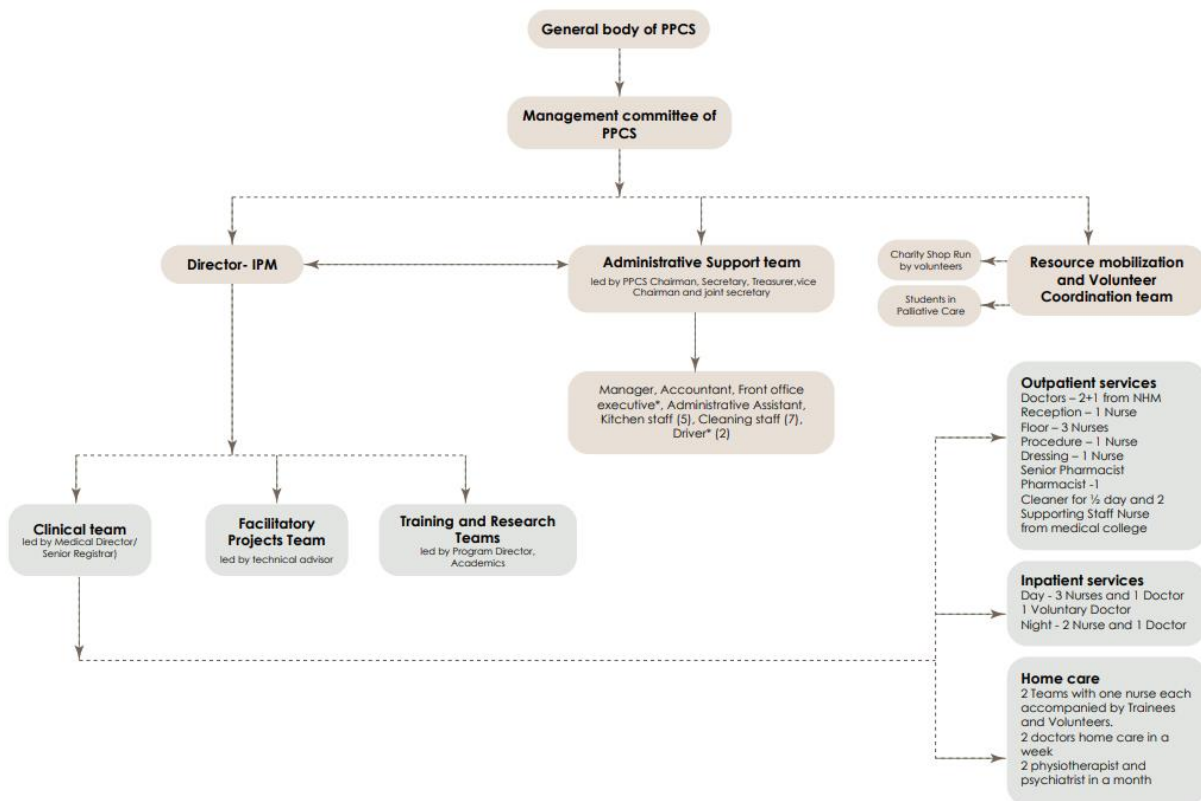 General body of PPCS
Management committee of
PPCS
Director- IPM
Administrative Support team
led by PPCS Chairman, Secretary, Treasurer,vice
Chairman and joint secretary
Charity Shop Run
by volunteers
Students in
Palliative Care
Resource mobilization
and Volunteer
Coordination team
Manager, Accountant, Front office
executive*, Administrative Assistant,
Kitchen staff (5), Cleaning staff (7),
Driver* (2)
Clinical team
led by Medical Director/
Senior Registrar)
Facilitatory
Projects Team
led by technical advisor
Training and Research
Teams
led by Program Director,
Academics
Outpatient services
Doctors – 2+1 from NHM
Reception – 1 Nurse
Floor – 3 Nurses
Procedure – 1 Nurse
Dressing – 1 Nurse
Senior Pharmacist
Pharmacist -1
Cleaner for ½ day and 2
Supporting Staff Nurse
from medical college
Inpatient services
Day - 3 Nurses and 1 Doctor
1 Voluntary Doctor
Night - 2 Nurse and 1 Doctor
Home care
2 Teams with one nurse each
accompanied by Trainees
and Volunteers.
2 doctors home care in a
week
2 physiotherapist and
psychiatrist in a month